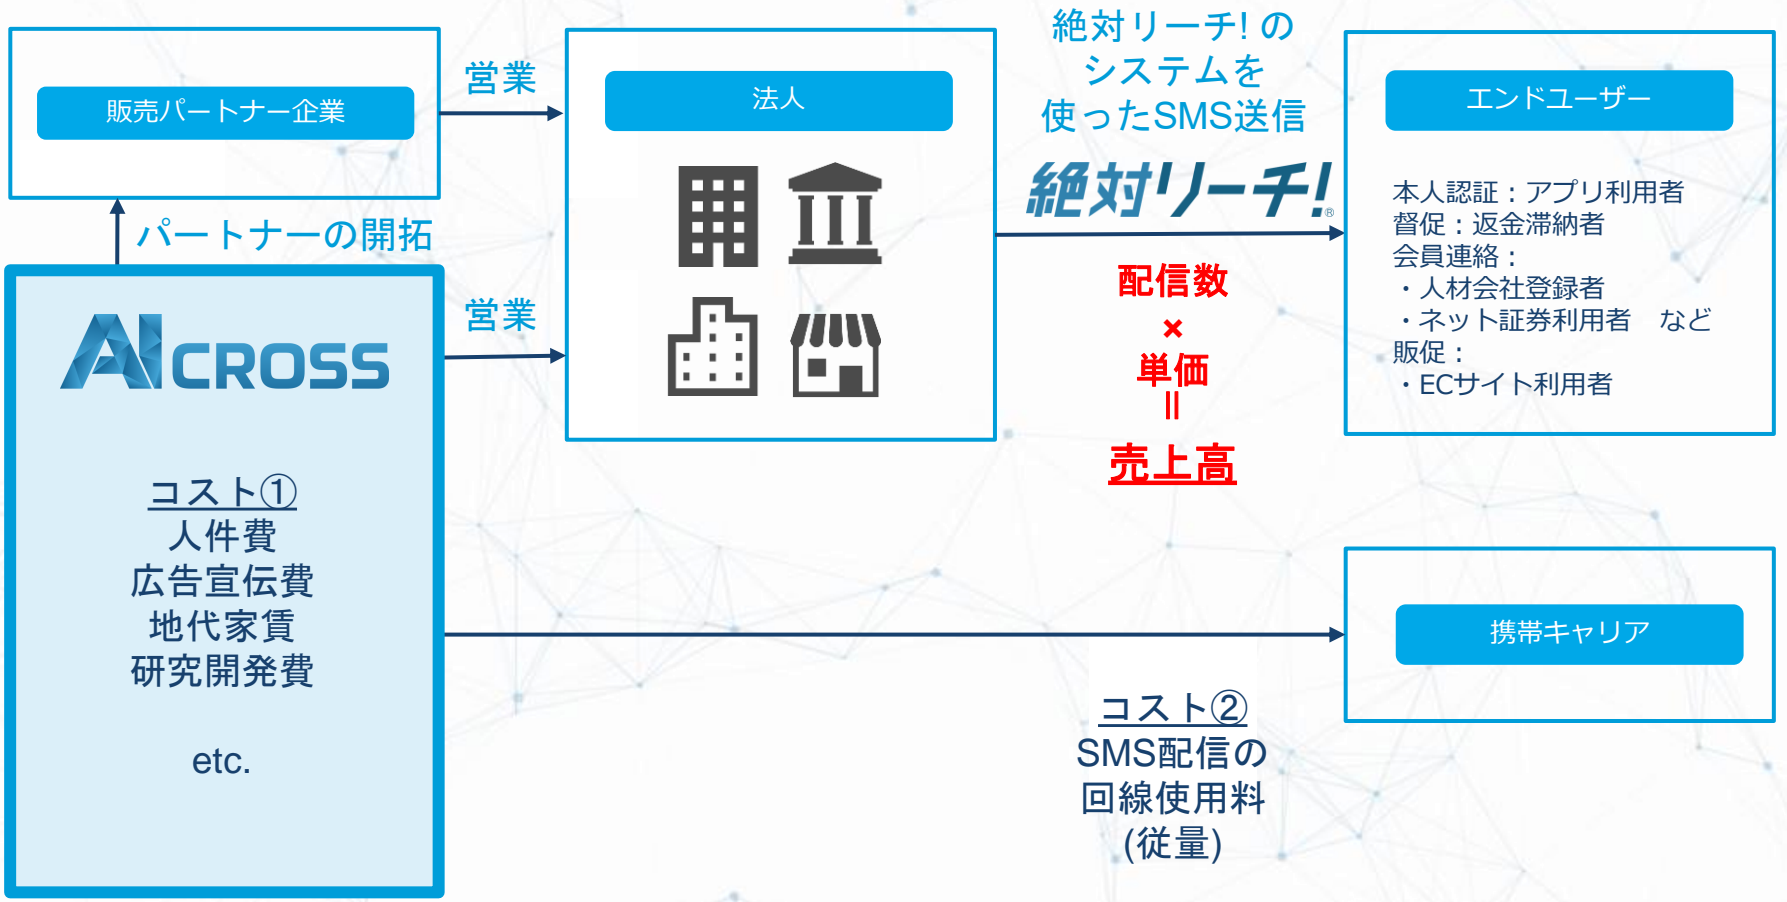 販売パートナー企業
営業
法人
絶対リーチ! の
システムを
使ったSMS送信
絶対リーチ!®
エンドユーザー
本人認証：アプリ利用者
督促：返金滞納者
会員連絡：
・人材会社登録者
・ネット証券利用者　など
販促：
・ECサイト利用者
パートナーの開拓
AI CROSS
営業
配信数
×
単価
＝
売上高
コスト①
人件費
広告宣伝費
地代家賃
研究開発費
etc.
携帯キャリア
コスト②
SMS配信の
回線使用料
(従量)